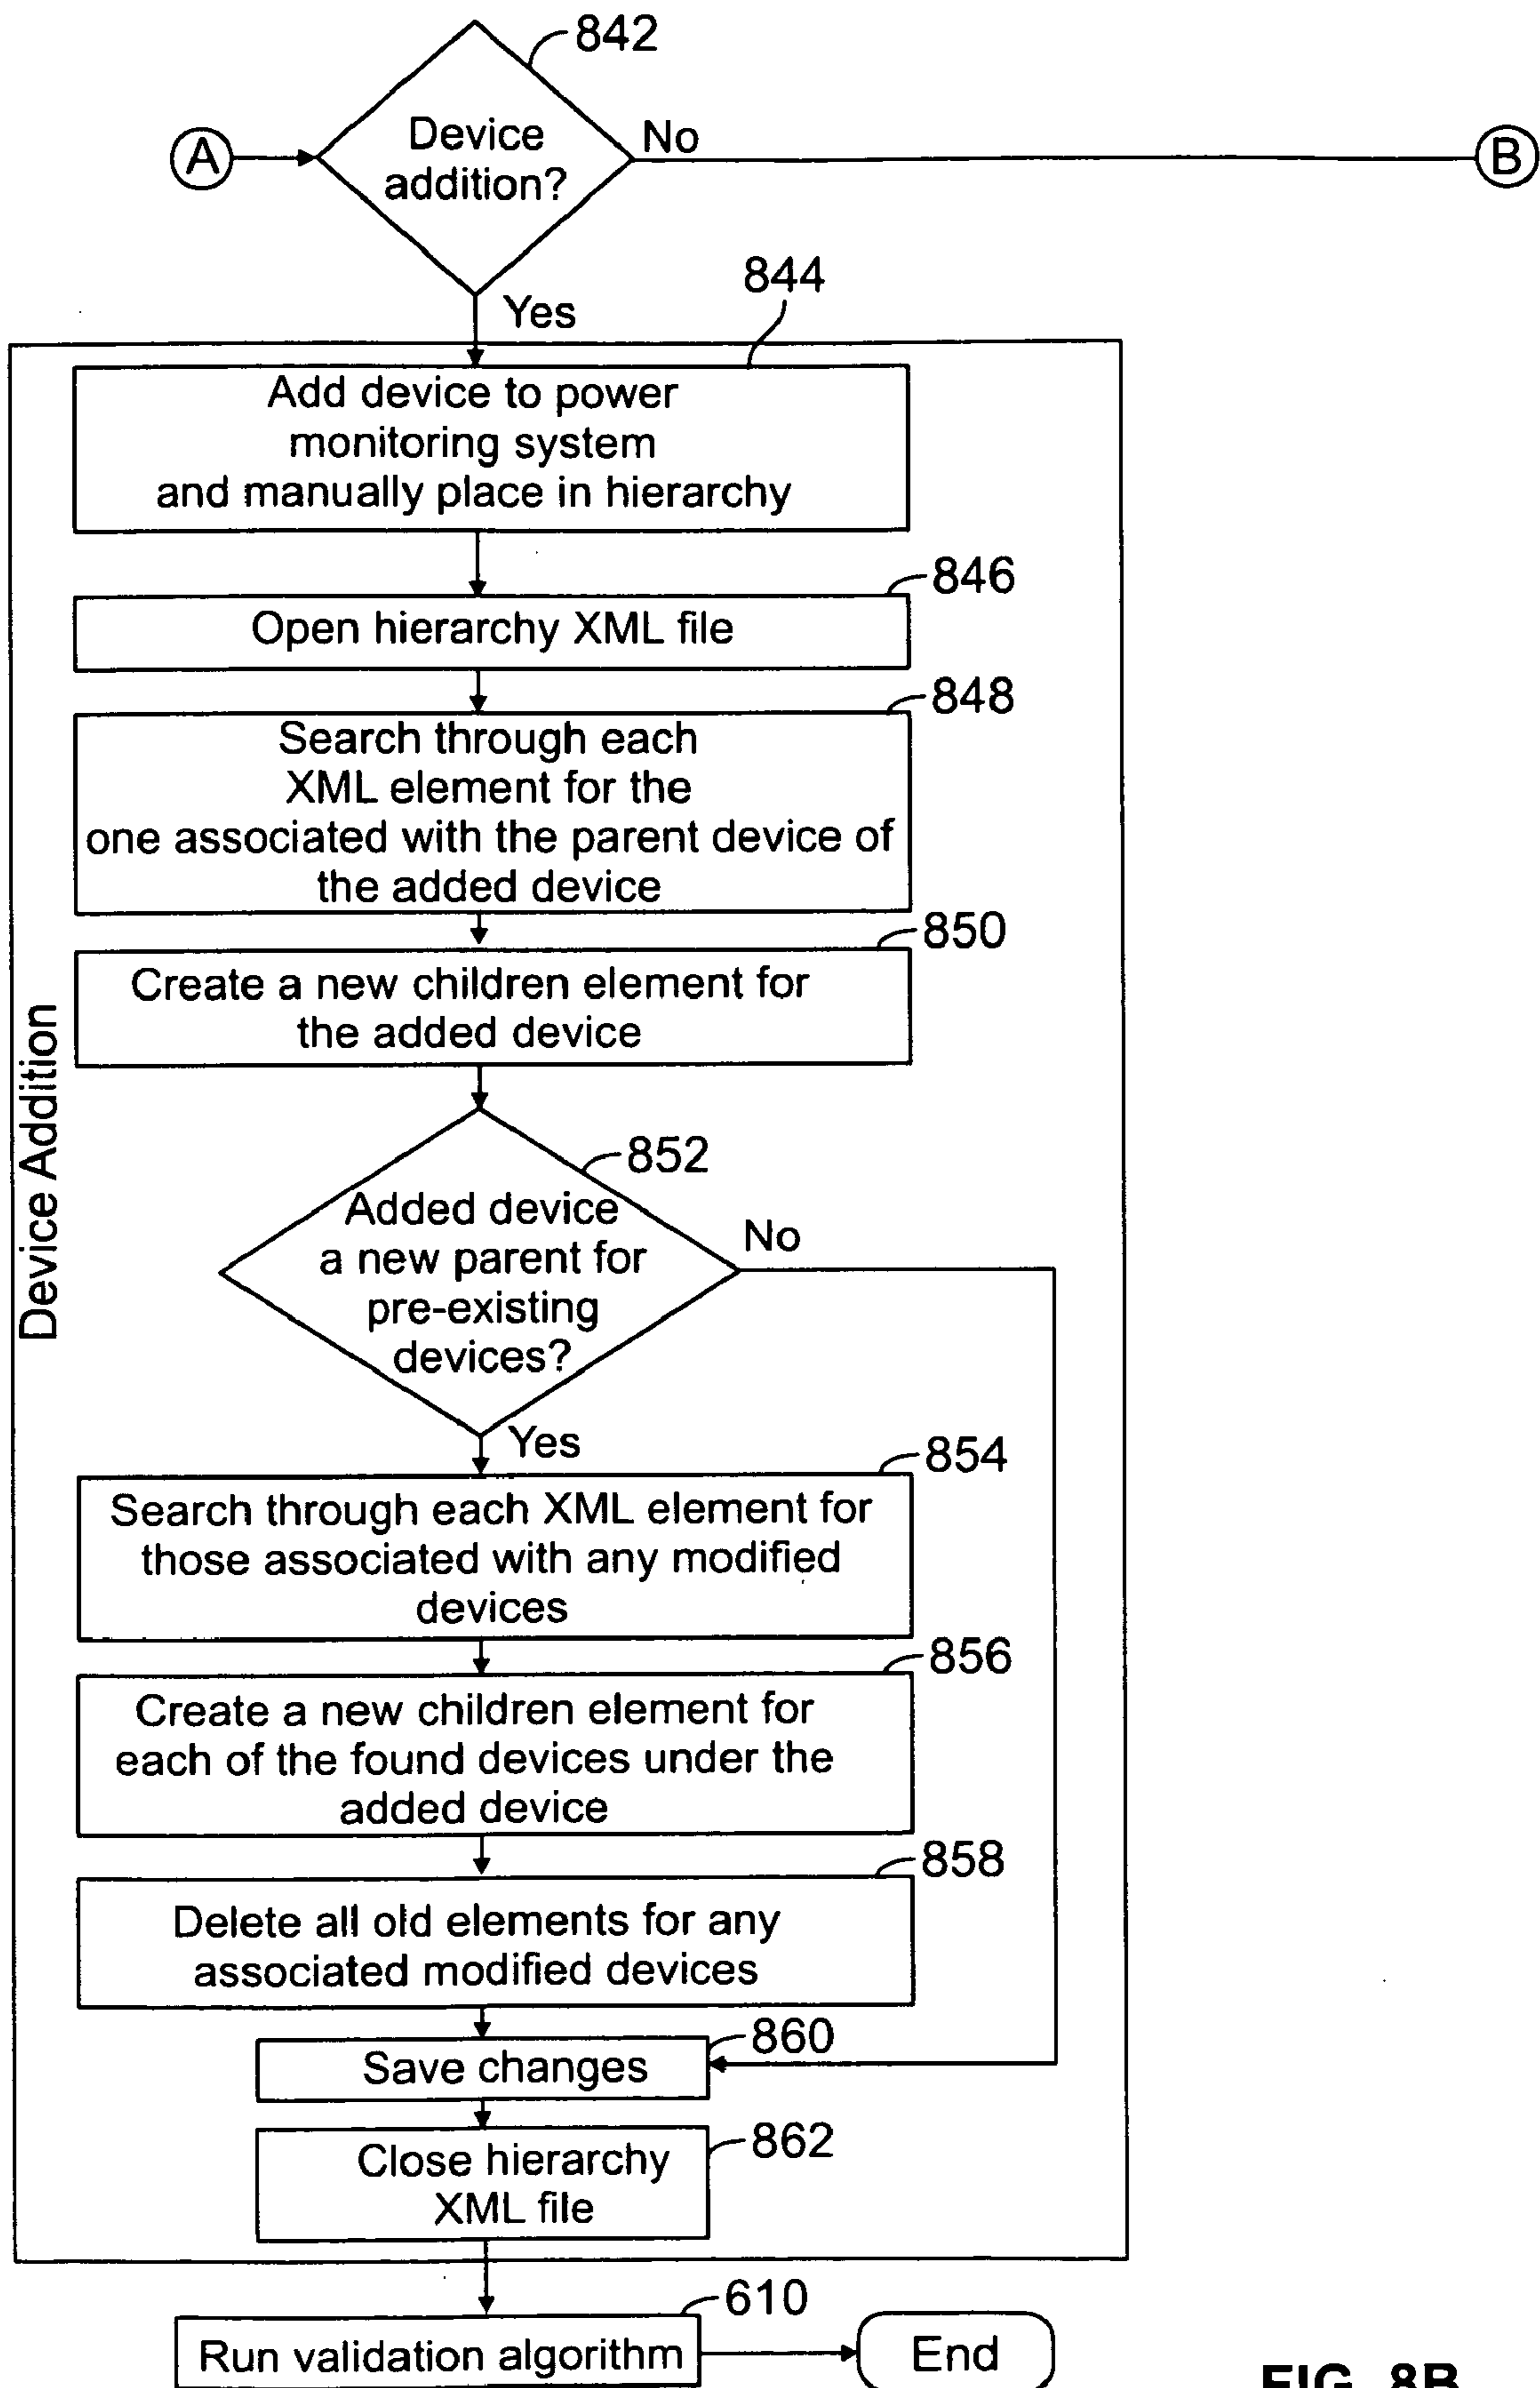 842
Device
addition?
A
No
B
Yes
844
Add device to power
monitoring system
and manually place in hierarchy
846
Open hierarchy XML file
848
Search through each
XML element for the
one associated with the parent device of
the added device
850
Create a new children element for
the added device
Device Addition
852
Added device
a new parent for
pre-existing
devices?
No
Yes
854
Search through each XML element for
those associated with any modified
devices
856
Create a new children element for
each of the found devices under the
added device
858
Delete all old elements for any
associated modified devices
860
Save changes
862
Close hierarchy
XML file
610
Run validation algorithm
End
FIG. 8B